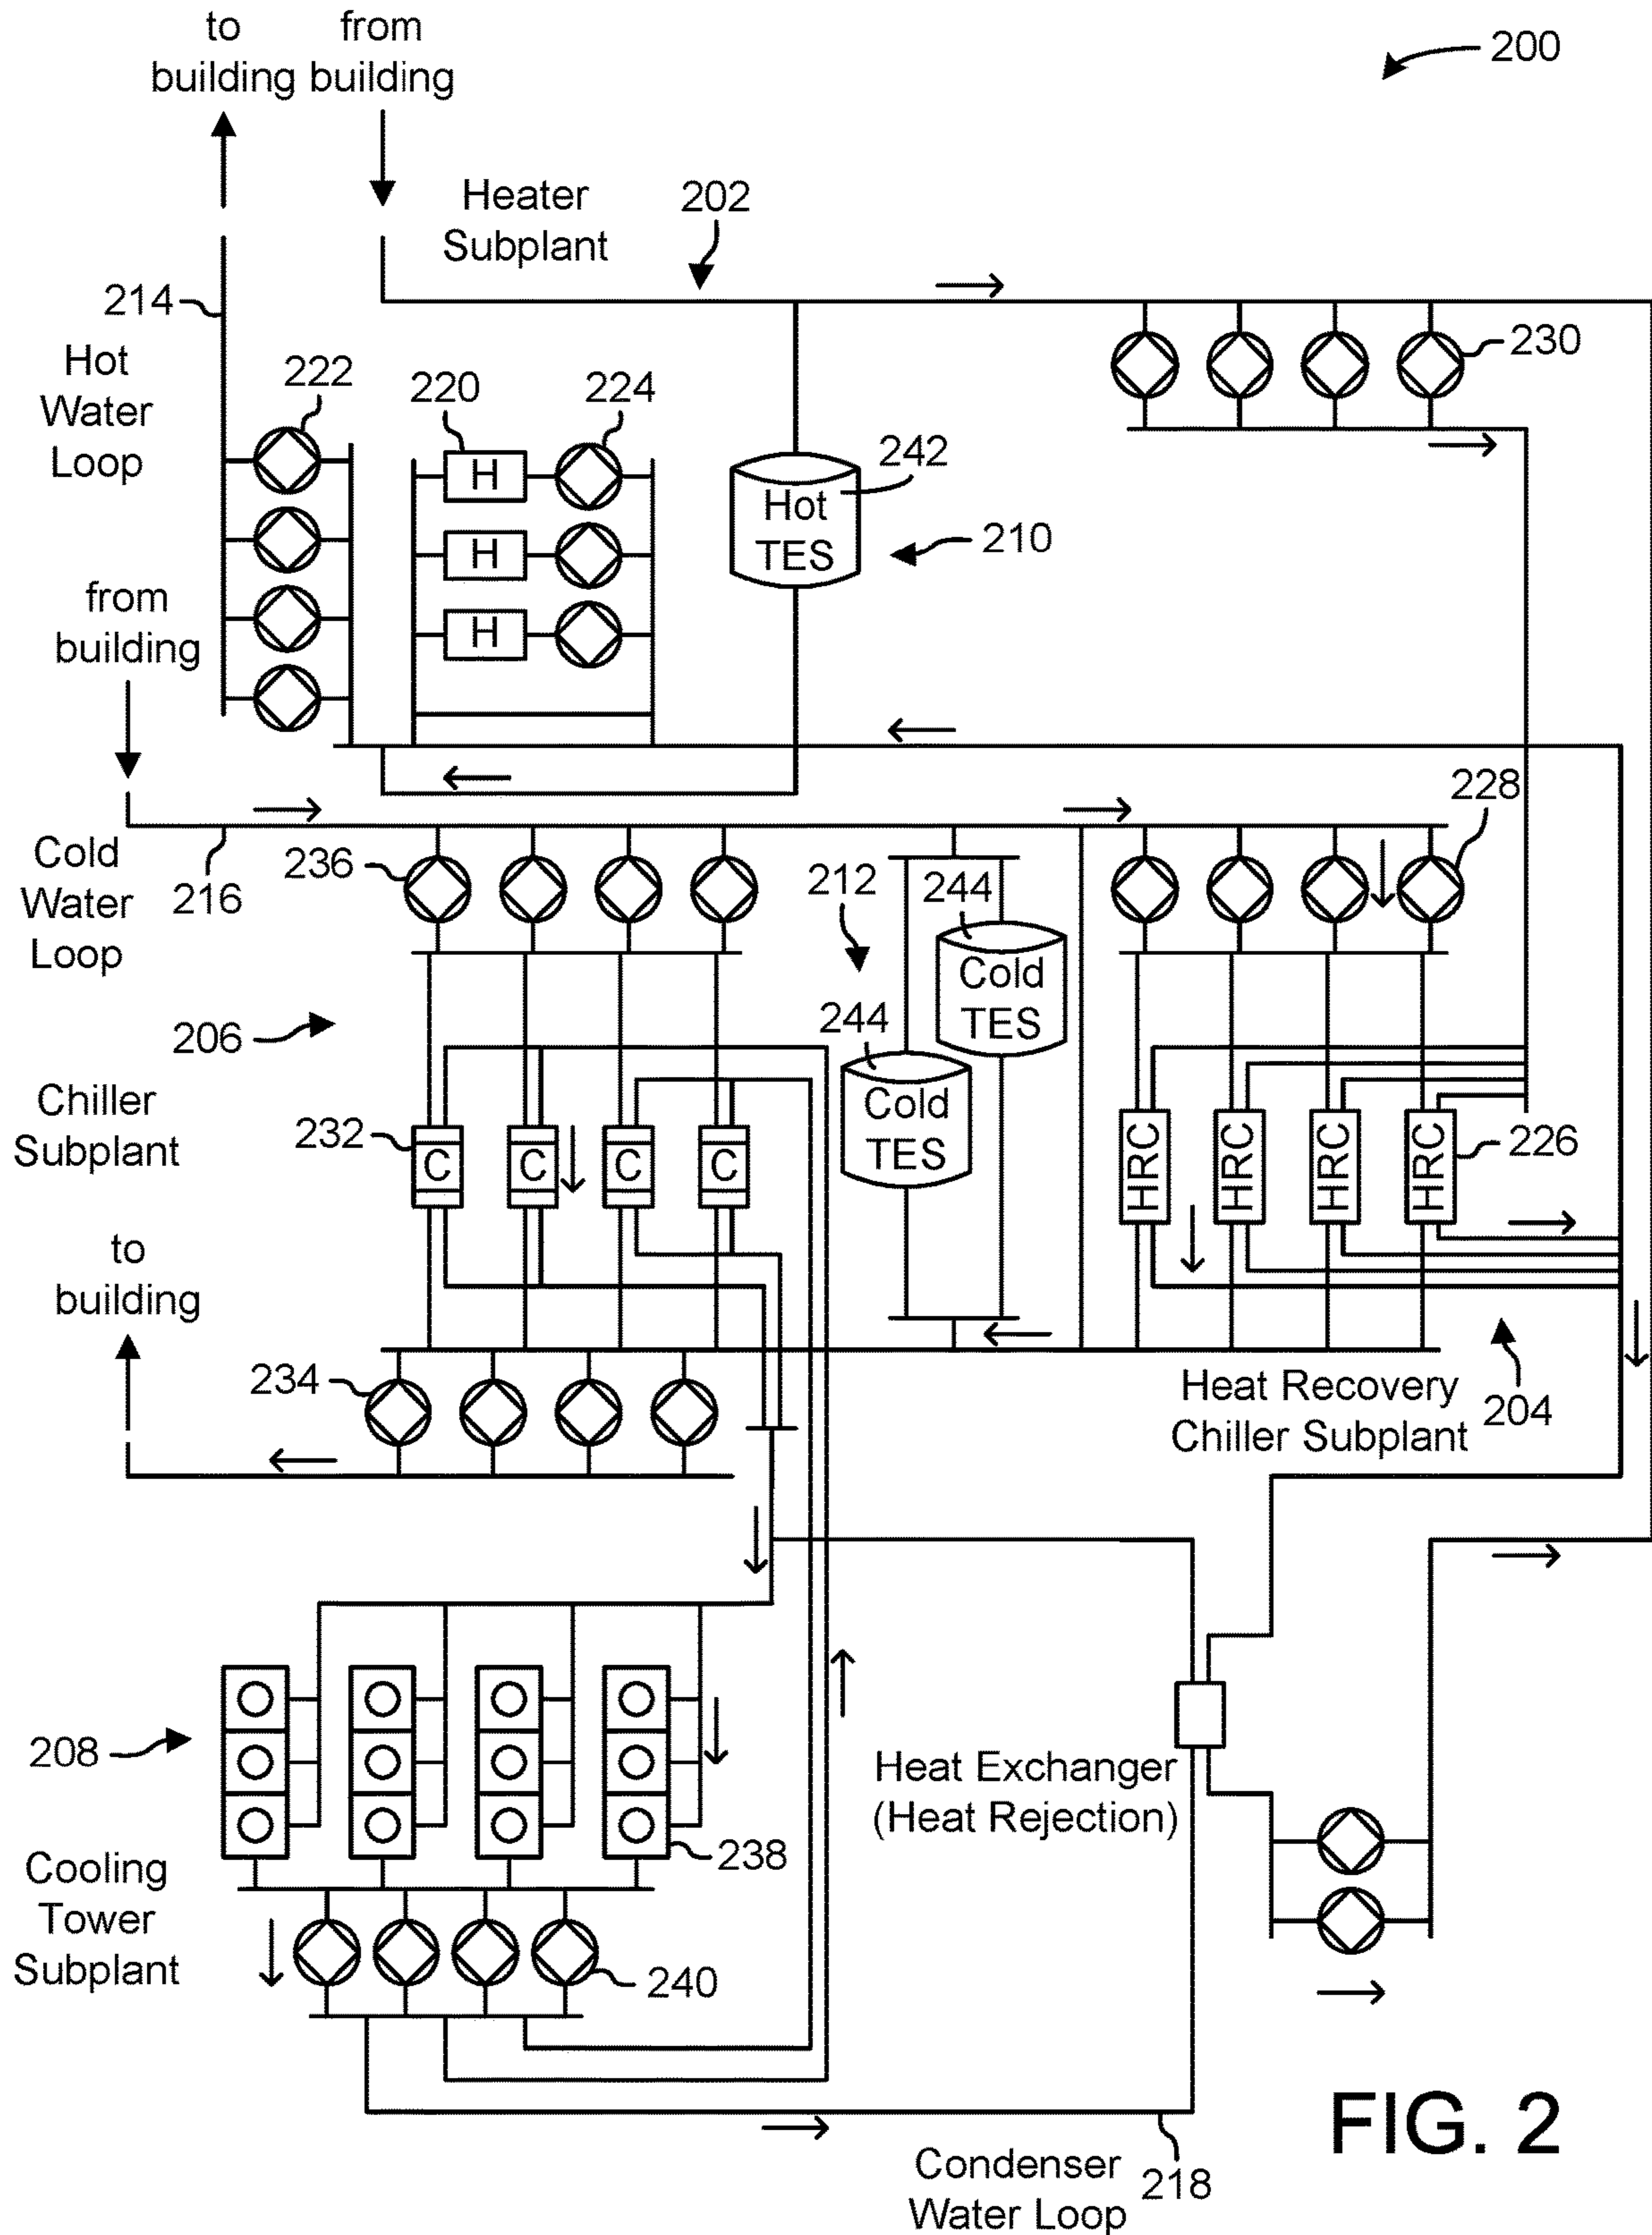 to from
building building
200
Heater
Subplant
202
214
Hot
Water
Loop
222
220
224
230
H
H
H
242
Hot
TES
210
from
building
228
Cold
Water
Loop
216
236
212
244
Cold
TES
244
Cold
TES
206
Chiller
Subplant
232
C
C
C
C
HRC
HRC
HRC
HRC
226
to
building
234
Heat Recovery
Chiller Subplant
204
208
Heat Exchanger
(Heat Rejection)
238
Cooling
Tower
Subplant
240
FIG. 2
Condenser
Water Loop
218